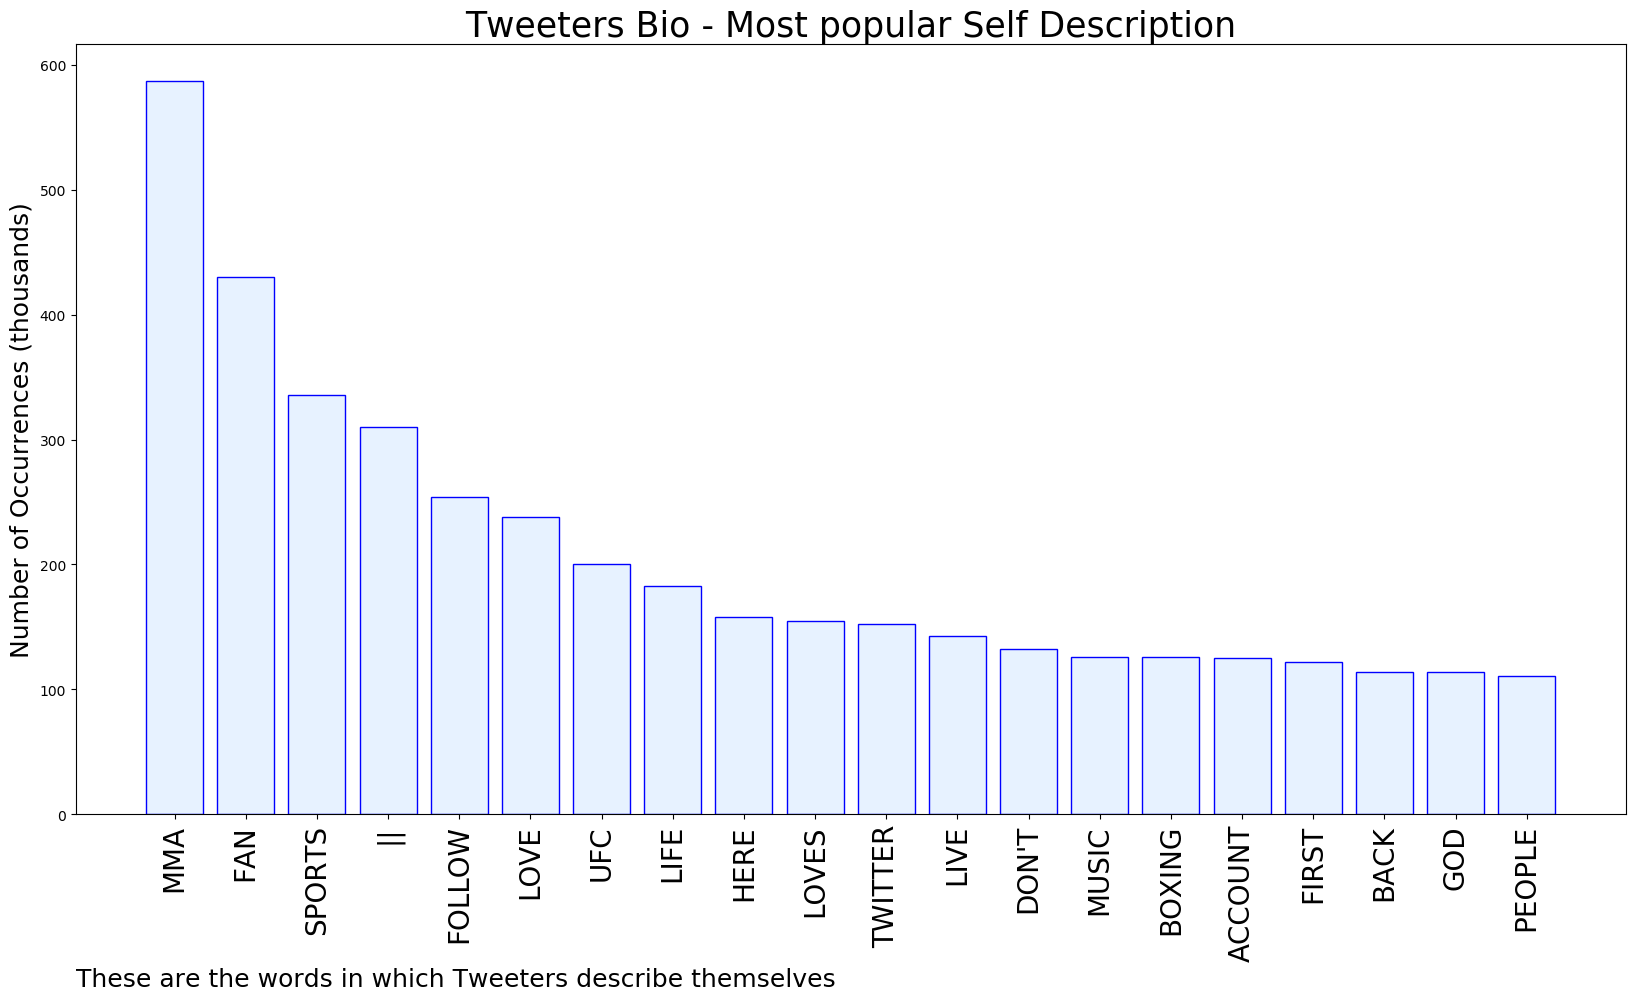 Tweeters Bio - Most popular Self Description
Number of Occurrences (thousands)
600
500
400
300
200
100
0
MMA
FAN
SPORTS
||
FOLLOW
LOVE
UFC
LIFE
HERE
LOVES
TWITTER
LIVE
DON'T
MUSIC
BOXING
ACCOUNT
FIRST
BACK
GOD
PEOPLE
These are the words in which Tweeters describe themselves